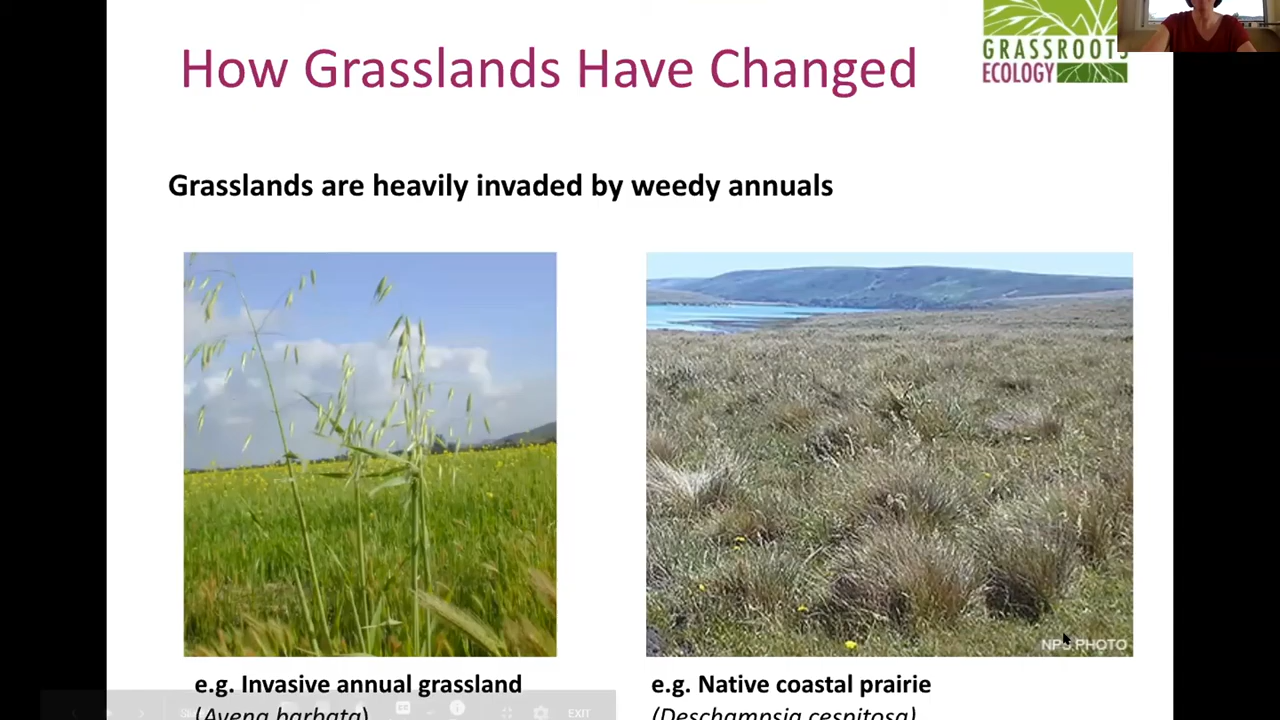 How Grasslands Have Changed
GRASSROOTS
ECOLOGY
Grasslands are heavily invaded by weedy annuals
NPS PHOTO
e.g. Invasive annual grassland
(Avena barbata)
e.g. Native coastal prairie
(Deschampsia cespitosa)
EXIT